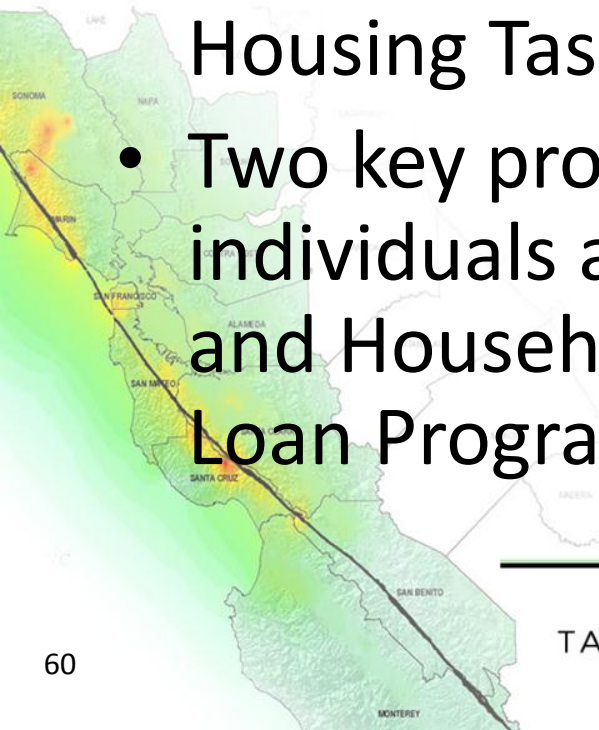 LAKE
Housing Tas
SONOMA
NAPA
• Two key pro
MARIN
individuals a
SAN FRANCISCO
ALAMEDA
and Househ
SAN MATEO
Loan Progra
SANTA CRUZ
SAN BENITO
TA
60
MONTEREY